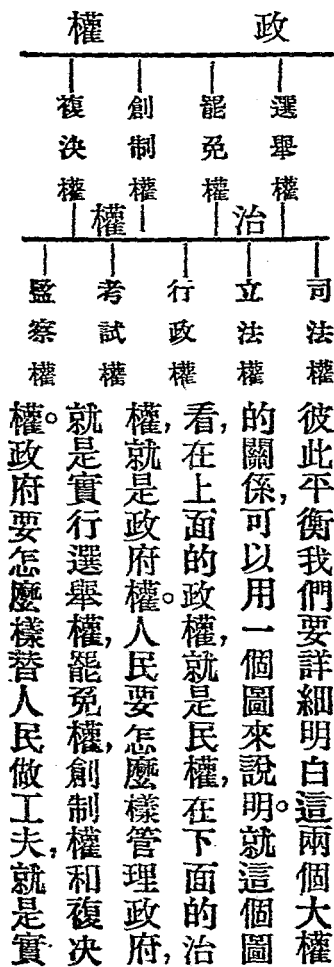 政權
選舉權
罷免權
創制權
複決權
治權
司法權
立法權
行政權
考試權
監察權
彼此平衡我們要詳細明白這兩個大權
的關係,可以用一個圖來說明。就這個圖
看,在上面的政權,就是民權,在下面的治
權,就是政府權。人民要怎麼樣管理政府,
就是實行選舉權,罷免權,創制權和複決
權。政府要怎麼樣替人民做工夫,就是實